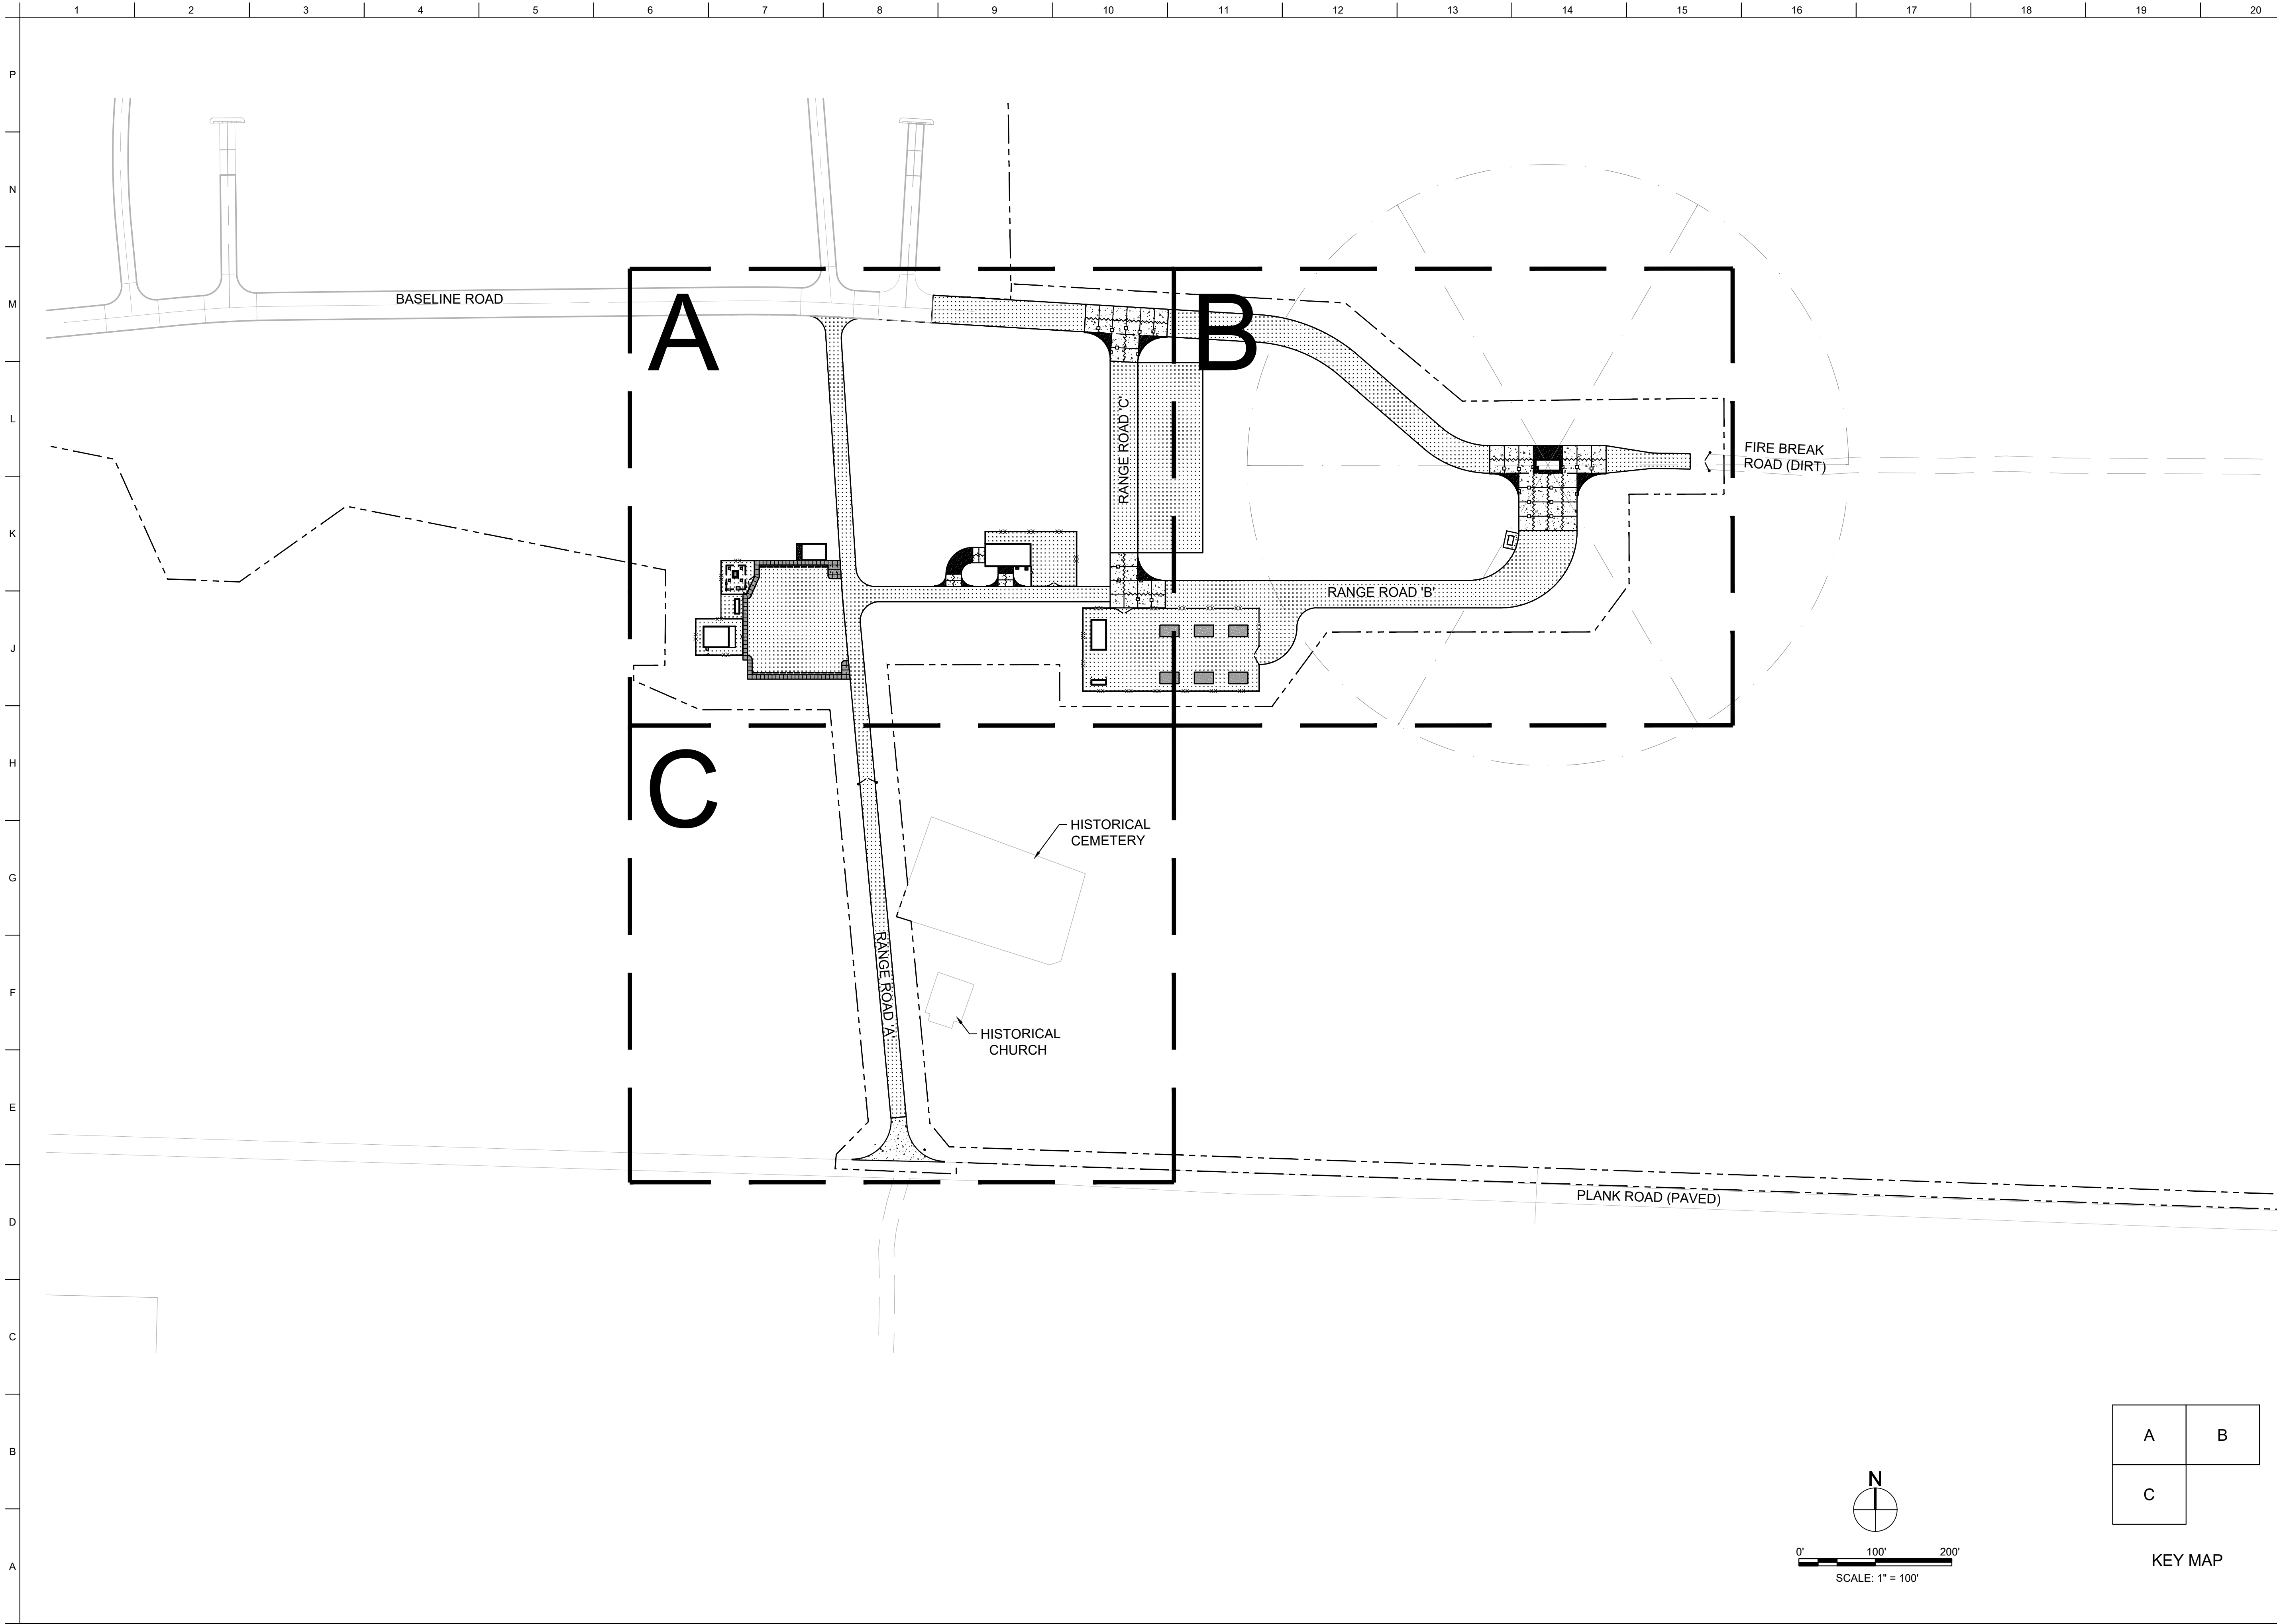 1 2 3 4 5 6 7 8 9 10 11 12 13 14 15 16 17 18 19 20
P
N
M
BASELINE ROAD
A
B
L
RANGE ROAD 'C'
FIRE BREAK
ROAD (DIRT)
K
RANGE ROAD 'B'
J
H
C
HISTORICAL
CEMETERY
G
RANGE ROAD 'A'
F
HISTORICAL
CHURCH
E
PLANK ROAD (PAVED)
D
C
B
A B
C
N
A
0' 100' 200'
SCALE: 1" = 100'
KEY MAP